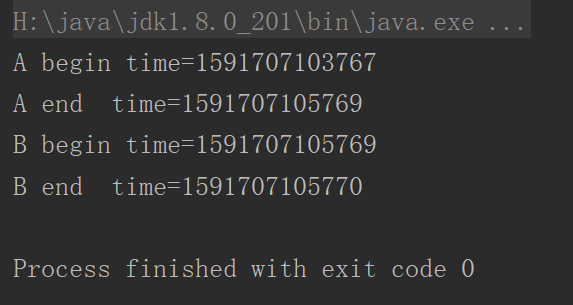 H:\java\jdk1.8.0_201\bin\java.exe ...
A begin time=1591707103767
A end  time=1591707105769
B begin time=1591707105769
B end  time=1591707105770
Process finished with exit code 0